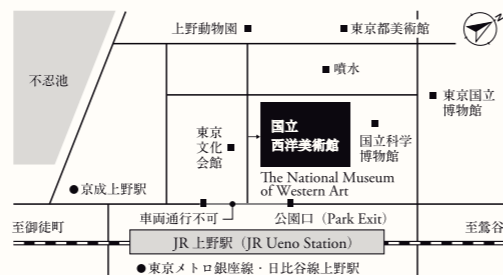 上野動物園
東京都美術館
N
不忍池
噴水
東京国立
博物館
国立
西洋美術館
東京
文化
会館
国立科学
博物館
The National Museum
of Western Art
京成上野駅
車両通行不可
公園口（Park Exit）
至御徒町
至鶯谷
JR 上野駅（JR Ueno Station）
東京メトロ銀座線・日比谷線上野駅